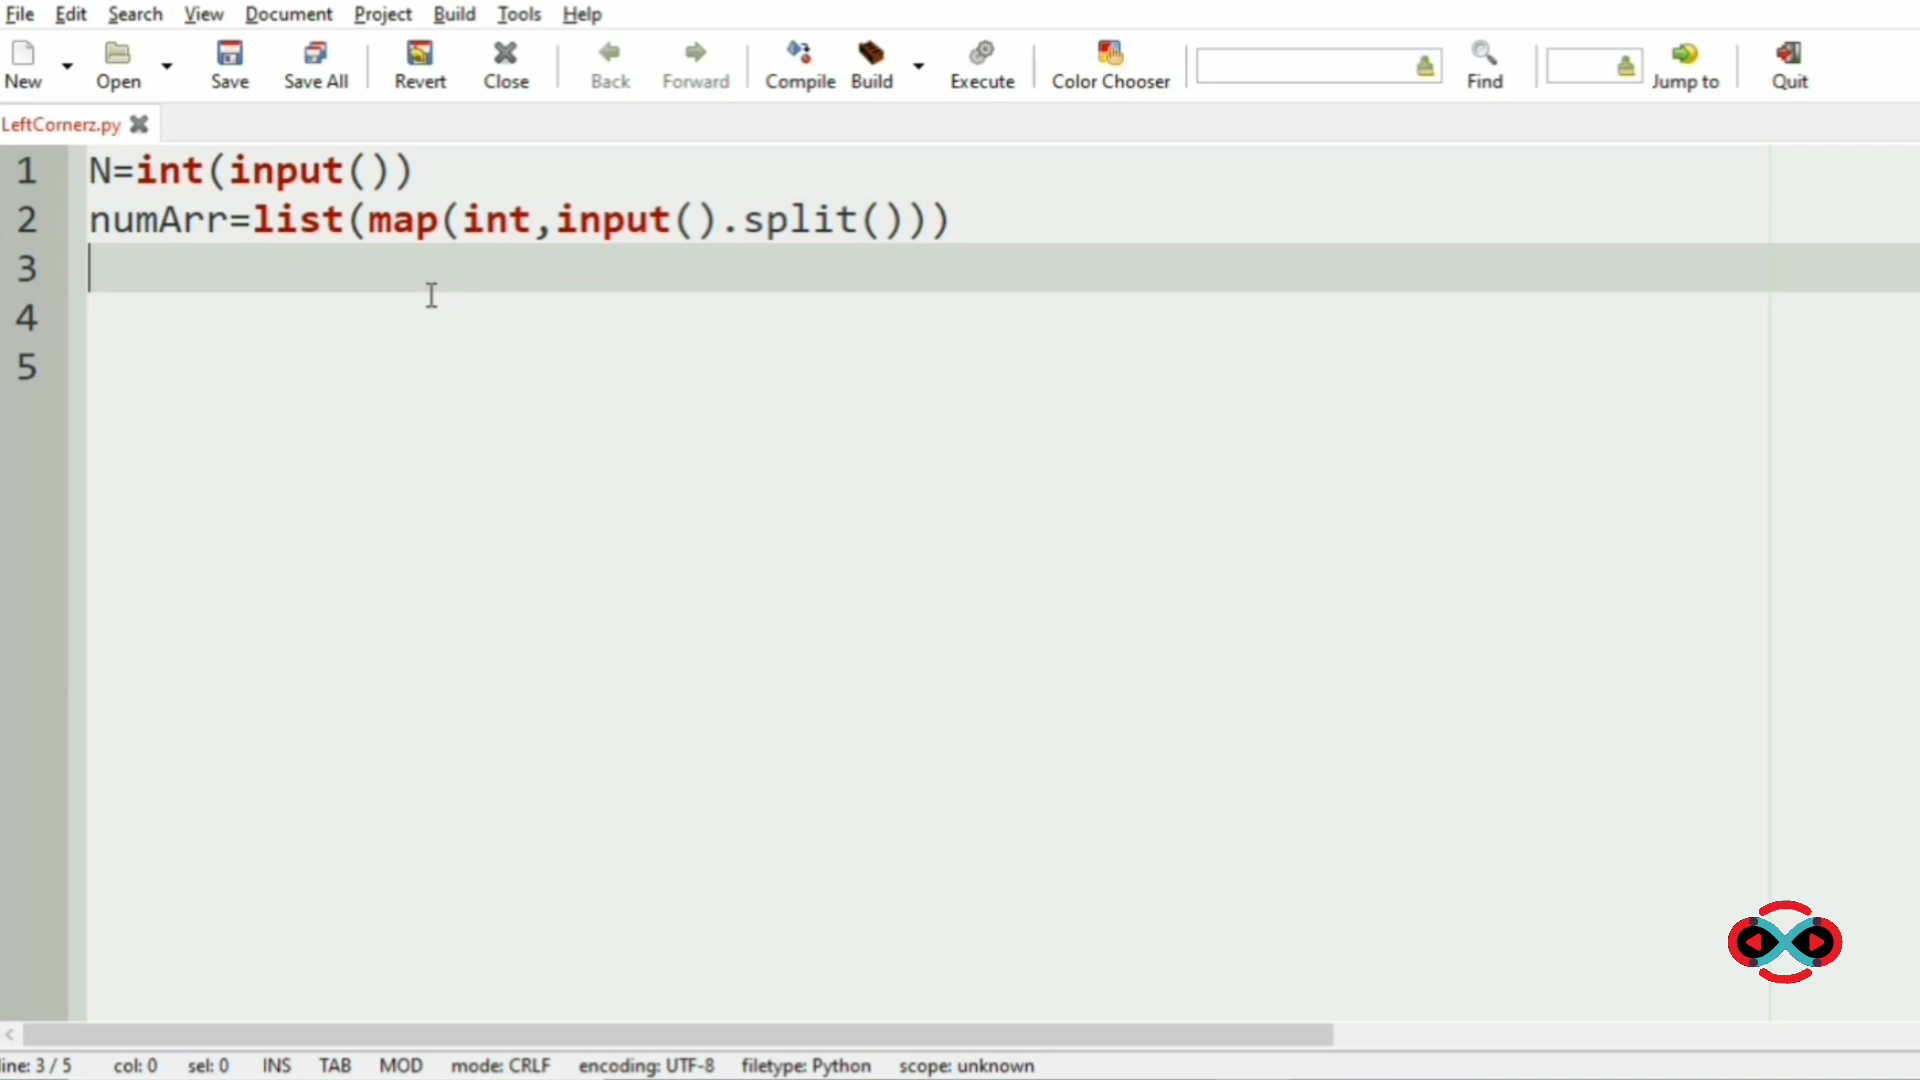 File Edit Search View Document Project Build Tools Help
New Open Save Save All Revert Close Back Forward Compile Build Execute Color Chooser Find Jump to Quit
LeftCornerz.py
1 N=int(input())
2 numArr=list(map(int,input().split()))
3
4
5
line: 3 / 5 col: 0 sel: 0 INS TAB MOD mode: CRLF encoding: UTF-8 filetype: Python scope: unknown